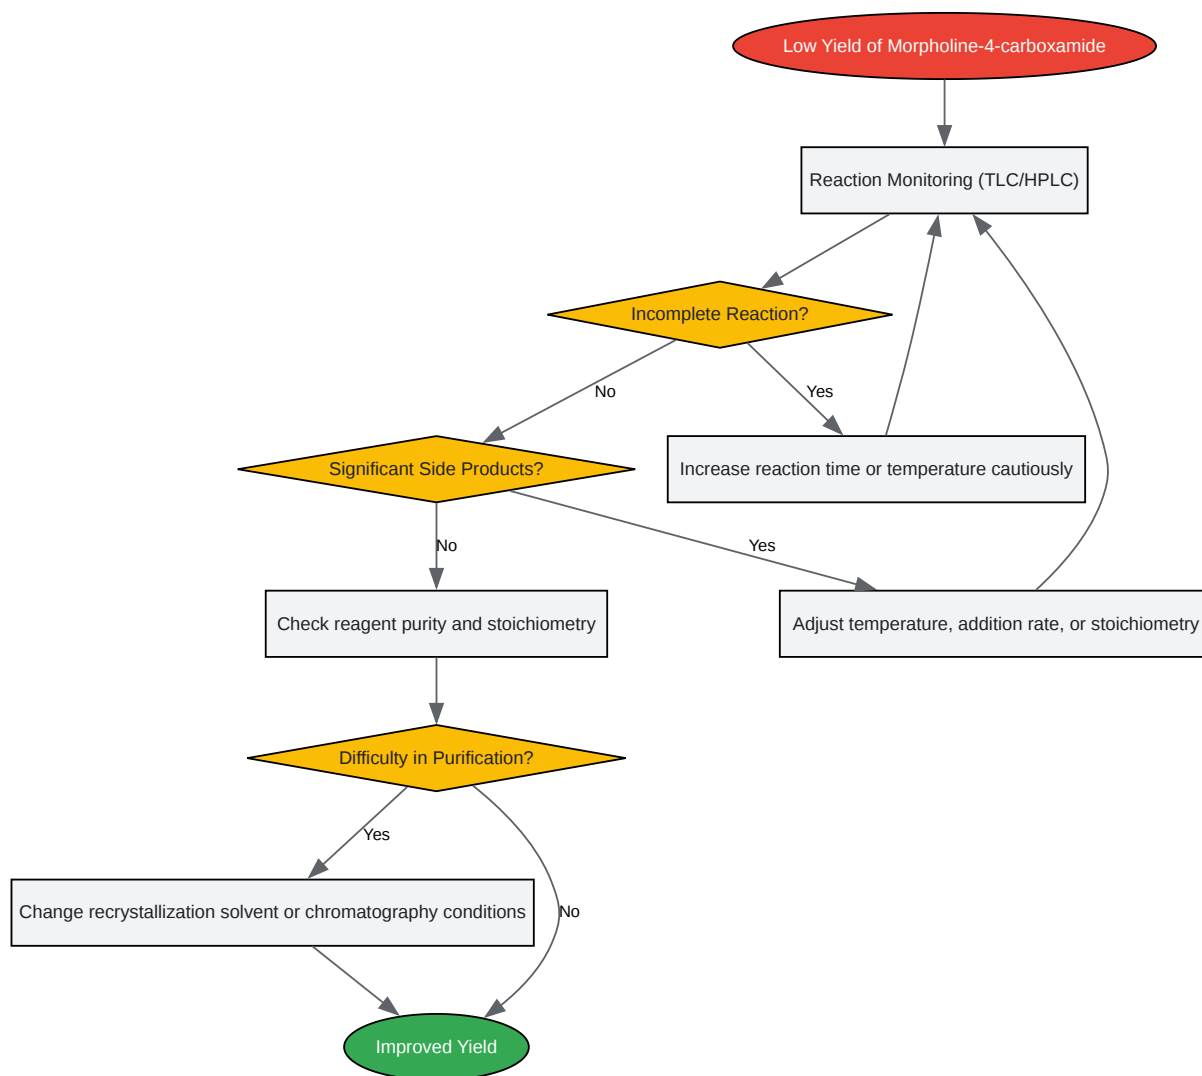 Low Yield of Morpholine-4-carboxamide
Reaction Monitoring (TLC/HPLC)
Incomplete Reaction?
No
Yes
Significant Side Products?
Increase reaction time or temperature cautiously
No
Yes
Check reagent purity and stoichiometry
Adjust temperature, addition rate, or stoichiometry
Difficulty in Purification?
Yes
Change recrystallization solvent or chromatography conditions
No
Improved Yield